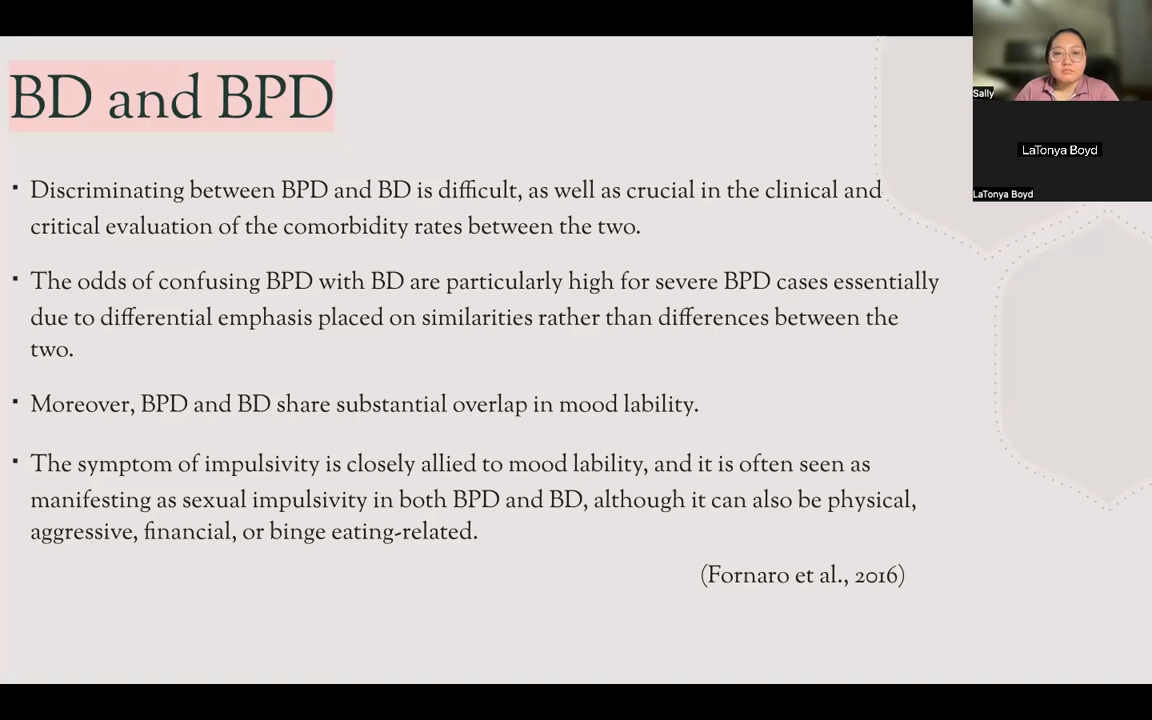 BD and BPD
▪ Discriminating between BPD and BD is difficult, as well as crucial in the clinical and
critical evaluation of the comorbidity rates between the two.
▪ The odds of confusing BPD with BD are particularly high for severe BPD cases essentially
due to differential emphasis placed on similarities rather than differences between the
two.
▪ Moreover, BPD and BD share substantial overlap in mood lability.
▪ The symptom of impulsivity is closely allied to mood lability, and it is often seen as
manifesting as sexual impulsivity in both BPD and BD, although it can also be physical,
aggressive, financial, or binge eating-related.
(Fornaro et al., 2016)
Sally
LaTonya Boyd
LaTonya Boyd